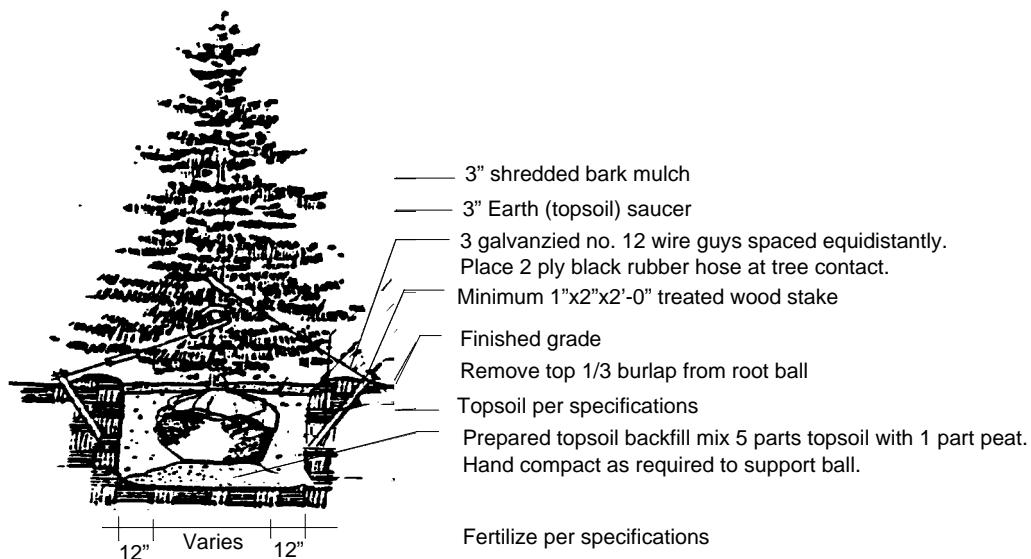 3” shredded bark mulch
3” Earth (topsoil) saucer
3 galvanzied no. 12 wire guys spaced equidistantly.
Place 2 ply black rubber hose at tree contact.
Minimum 1”x2”x2’-0” treated wood stake
Finished grade
Remove top 1/3 burlap from root ball
Topsoil per specifications
Prepared topsoil backfill mix 5 parts topsoil with 1 part peat.
Hand compact as required to support ball.
Fertilize per specifications
12” Varies 12”